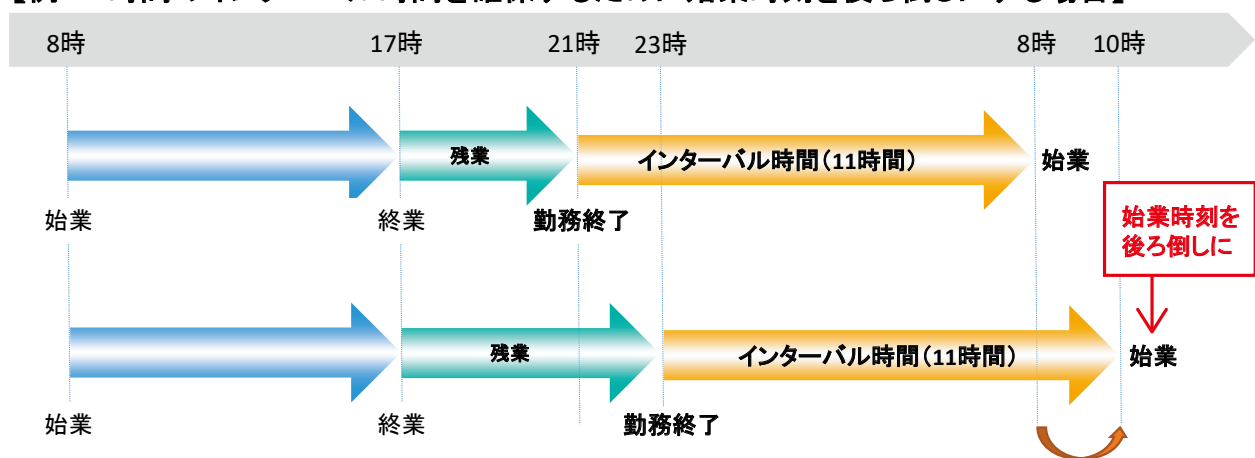 8時 17時 21時 23時 8時 10時
残業 インターバル時間(11時間) 始業
始業 終業 勤務終了
始業時刻を
後ろ倒しに
残業 インターバル時間(11時間) 始業
始業 終業 勤務終了